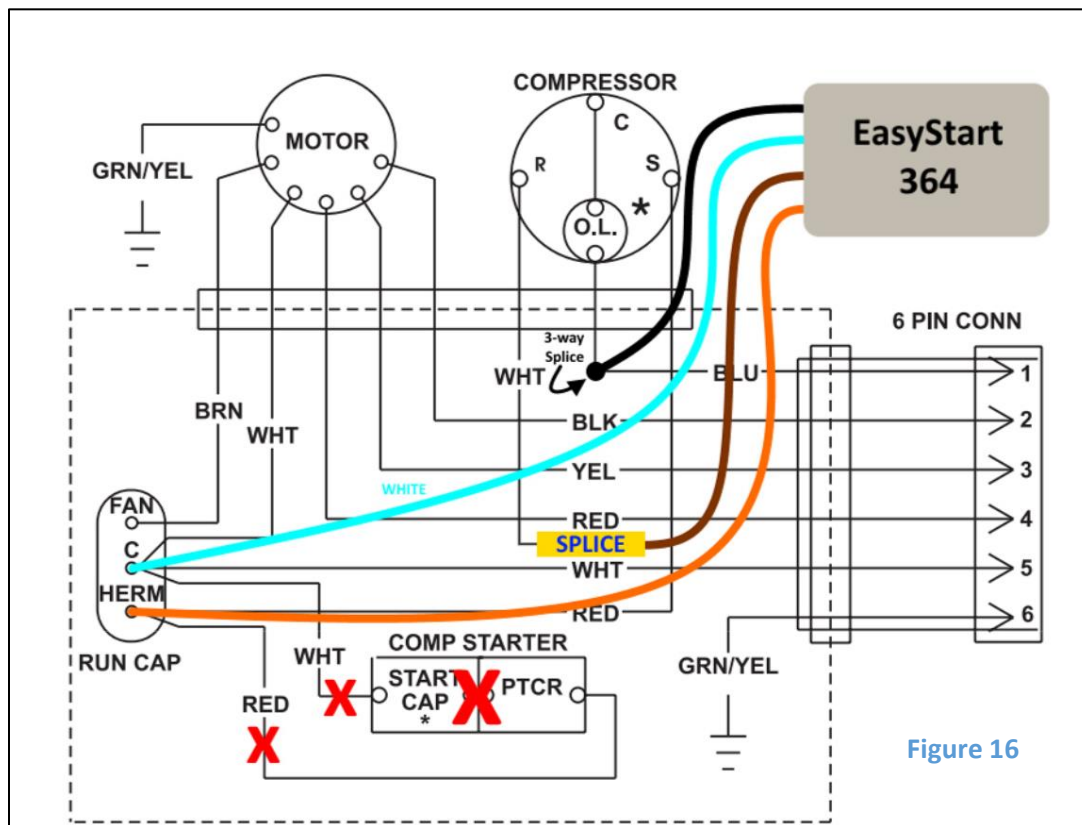 COMPRESSOR
MOTOR
GRN/YEL
C
R
S
*
O.L.
EasyStart
364
6 PIN CONN
3-way
Splice
WHT
BLU
1
BRN
WHT
BLK
2
YEL
3
WHITE
FAN
RED
4
C
SPLICE
WHT
5
HERM
RED
6
RUN CAP
COMP STARTER
WHT
START
CAP
*
PTCR
GRN/YEL
RED
X
X
X
Figure 16